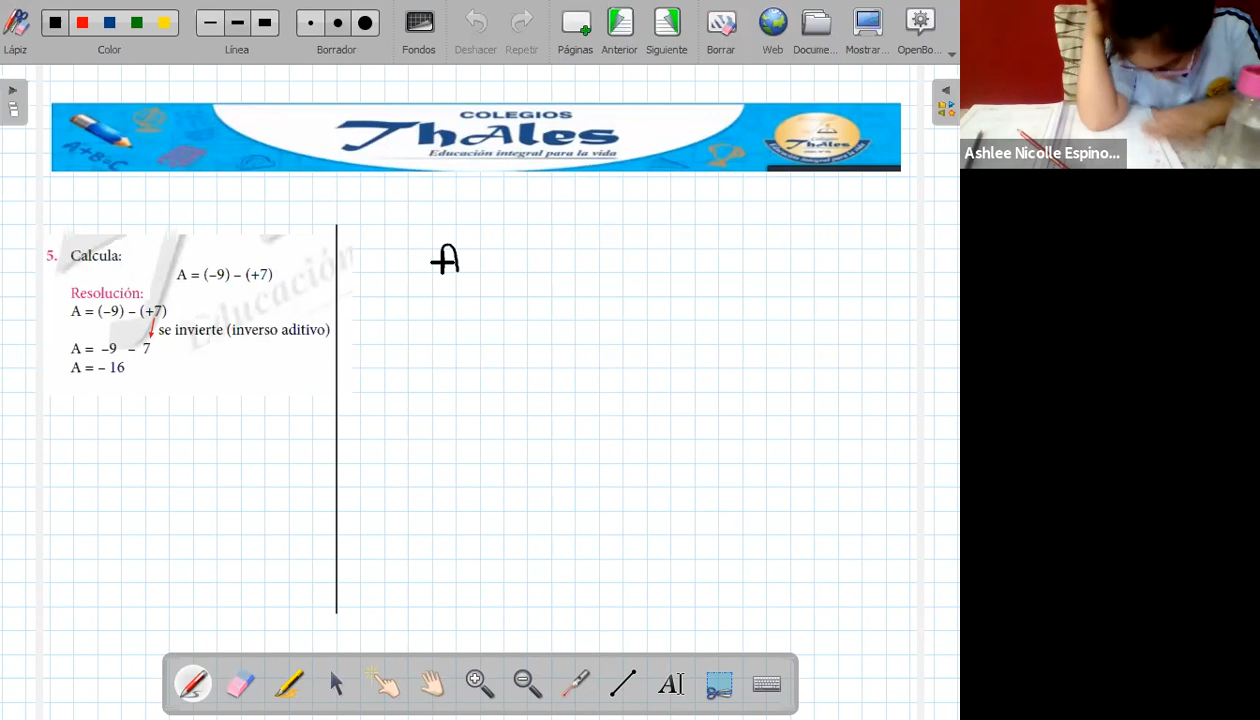 Lápiz
Color
Línea
Borrador
Fondos
Deshacer
Repetir
Páginas
Anterior
Siguiente
Borrar
Web
Docume...
Mostrar...
OpenBo...
A+B=C
COLEGIOS
Thales
Educación integral para la vida
Thales
5. Calcula:
A = (–9) – (+7)
Resolución:
A = (–9) – (+7)
se invierte (inverso aditivo)
A = –9 – 7
A = – 16
Educación
A
Ashlee Nicolle Espino...